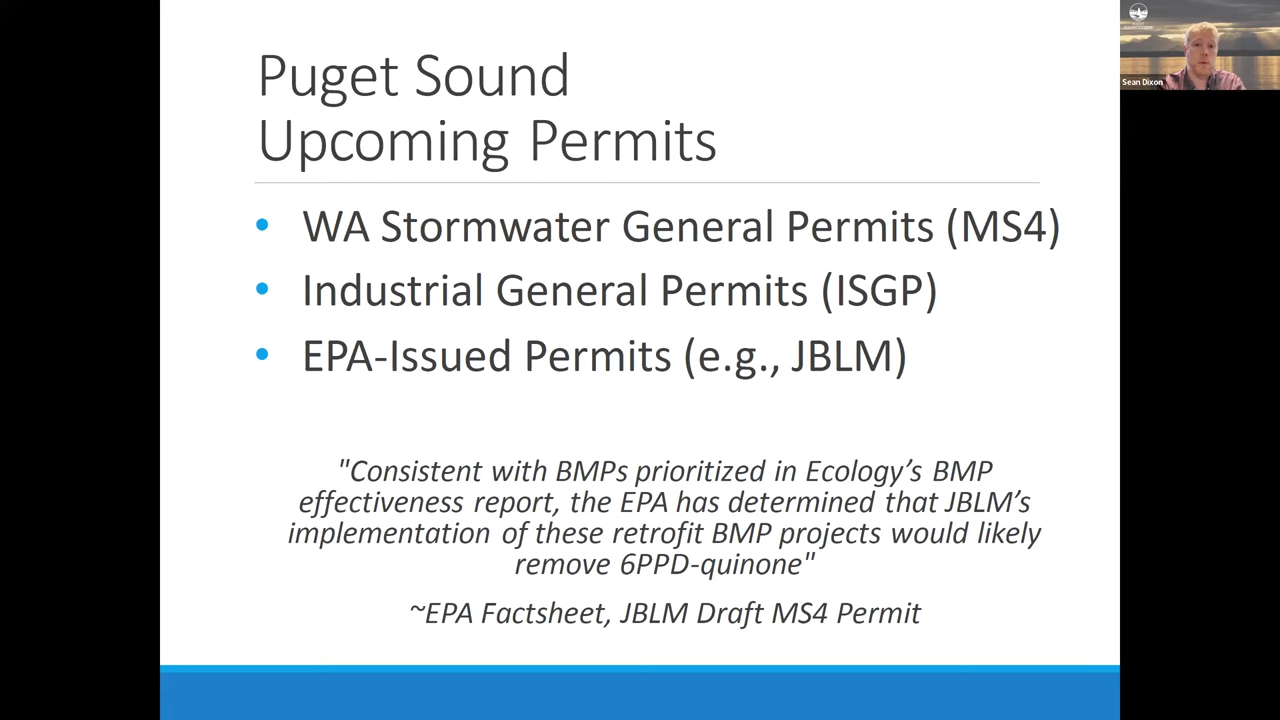 Puget Sound
Upcoming Permits
• WA Stormwater General Permits (MS4)
• Industrial General Permits (ISGP)
• EPA-Issued Permits (e.g., JBLM)
"Consistent with BMPs prioritized in Ecology’s BMP
effectiveness report, the EPA has determined that JBLM’s
implementation of these retrofit BMP projects would likely
remove 6PPD-quinone"
~EPA Factsheet, JBLM Draft MS4 Permit
Sean Dixon